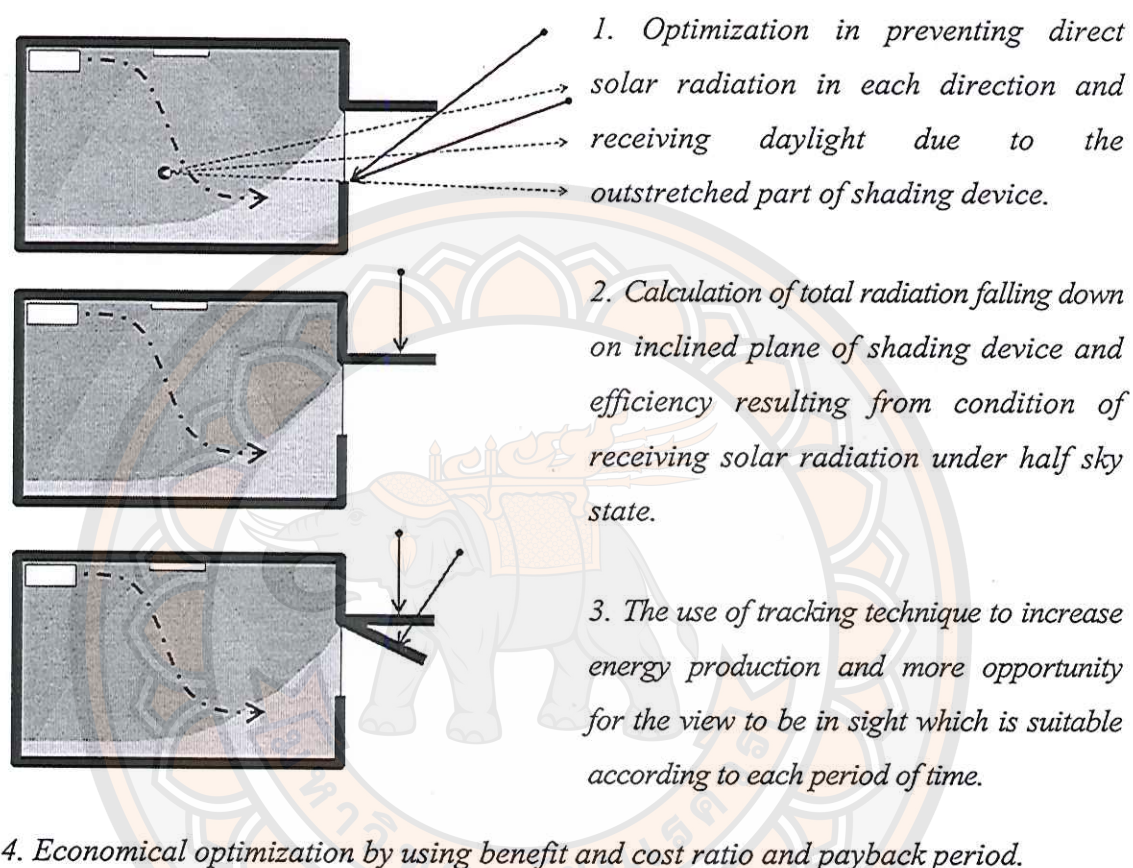 1. Optimization in preventing direct
solar radiation in each direction and
receiving daylight due to the
outstretched part of shading device.
2. Calculation of total radiation falling down
on inclined plane of shading device and
efficiency resulting from condition of
receiving solar radiation under half sky
state.
3. The use of tracking technique to increase
energy production and more opportunity
for the view to be in sight which is suitable
according to each period of time.
4. Economical optimization by using benefit and cost ratio and payback period.